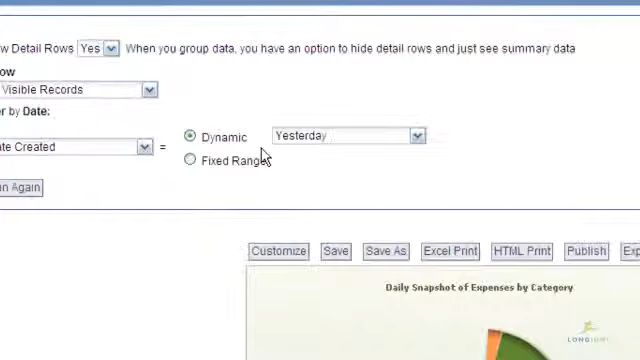 w Detail Rows Yes When you group data, you have an option to hide detail rows and just see summary data
ow
Visible Records
er by Date:
ate Created = Dynamic Yesterday
Fixed Range
n Again
Customize Save Save As Excel Print HTML Print Publish Exp
Daily Snapshot of Expenses by Category